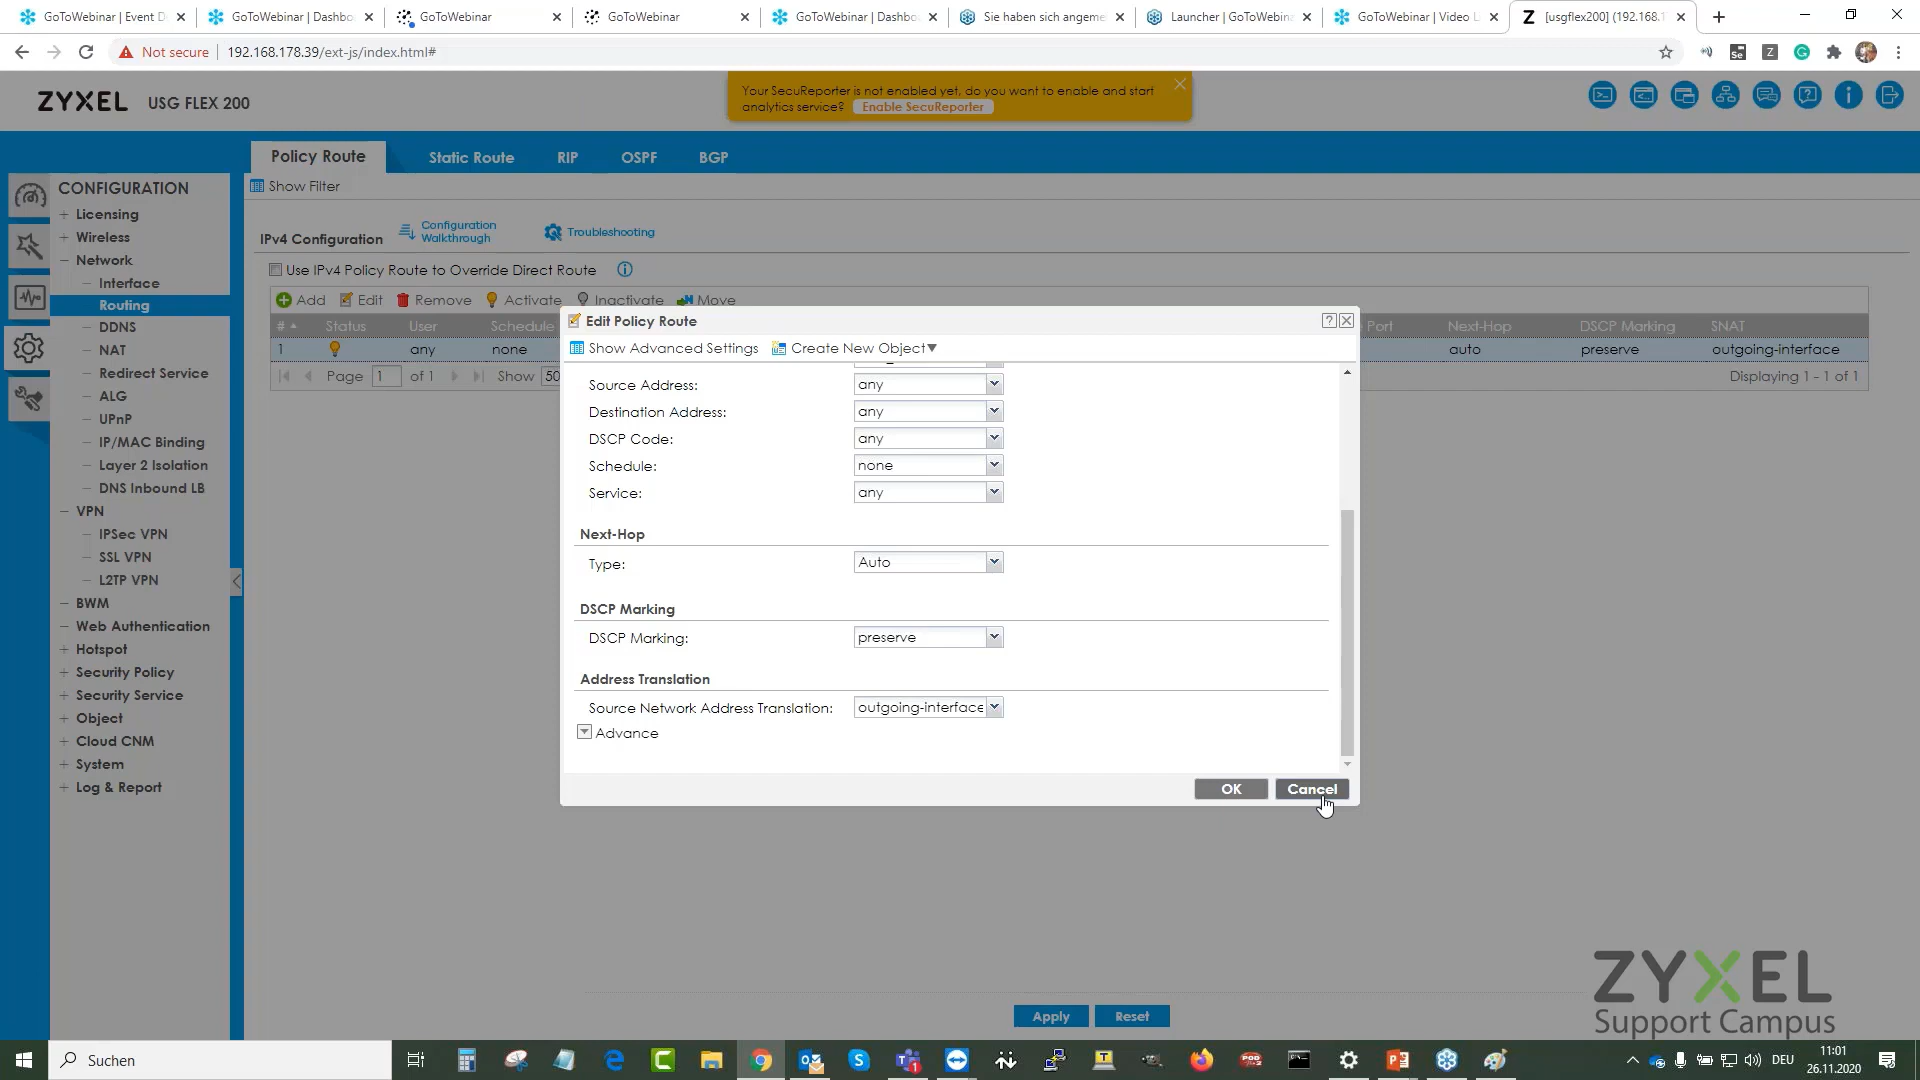 GoToWebinar | Event D
GoToWebinar | Dashbo
GoToWebinar
GoToWebinar
GoToWebinar | Dashbo
Sie haben sich angeme
Launcher | GoToWebina
GoToWebinar | Video Li
Z [usgflex200] (192.168.1
Not secure
192.168.178.39/ext-js/index.html#
Se
Z
ZYXEL USG FLEX 200
Your SecuReporter is not enabled yet, do you want to enable and start
analytics service? Enable SecuReporter
Policy Route
Static Route
RIP
OSPF
BGP
Show Filter
CONFIGURATION
Licensing
Wireless
Network
Interface
Routing
DDNS
NAT
Redirect Service
ALG
UPnP
IP/MAC Binding
Layer 2 Isolation
DNS Inbound LB
VPN
IPSec VPN
SSL VPN
L2TP VPN
BWM
Web Authentication
Hotspot
Security Policy
Security Service
Object
Cloud CNM
System
Log & Report
IPv4 Configuration
Configuration
Walkthrough
Troubleshooting
Use IPv4 Policy Route to Override Direct Route
Add Edit Remove Activate Inactivate Move
# Status User Schedule Port Next-Hop DSCP Marking SNAT
1 any none auto preserve outgoing-interface
Page 1 of 1 Show 50 Displaying 1 - 1 of 1
Edit Policy Route
Show Advanced Settings Create New Object
Source Address: any
Destination Address: any
DSCP Code: any
Schedule: none
Service: any
Next-Hop
Type: Auto
DSCP Marking
DSCP Marking: preserve
Address Translation
Source Network Address Translation: outgoing-interface
Advance
OK Cancel
Apply Reset
ZYXEL
Support Campus
Suchen
DEU
11:01
26.11.2020